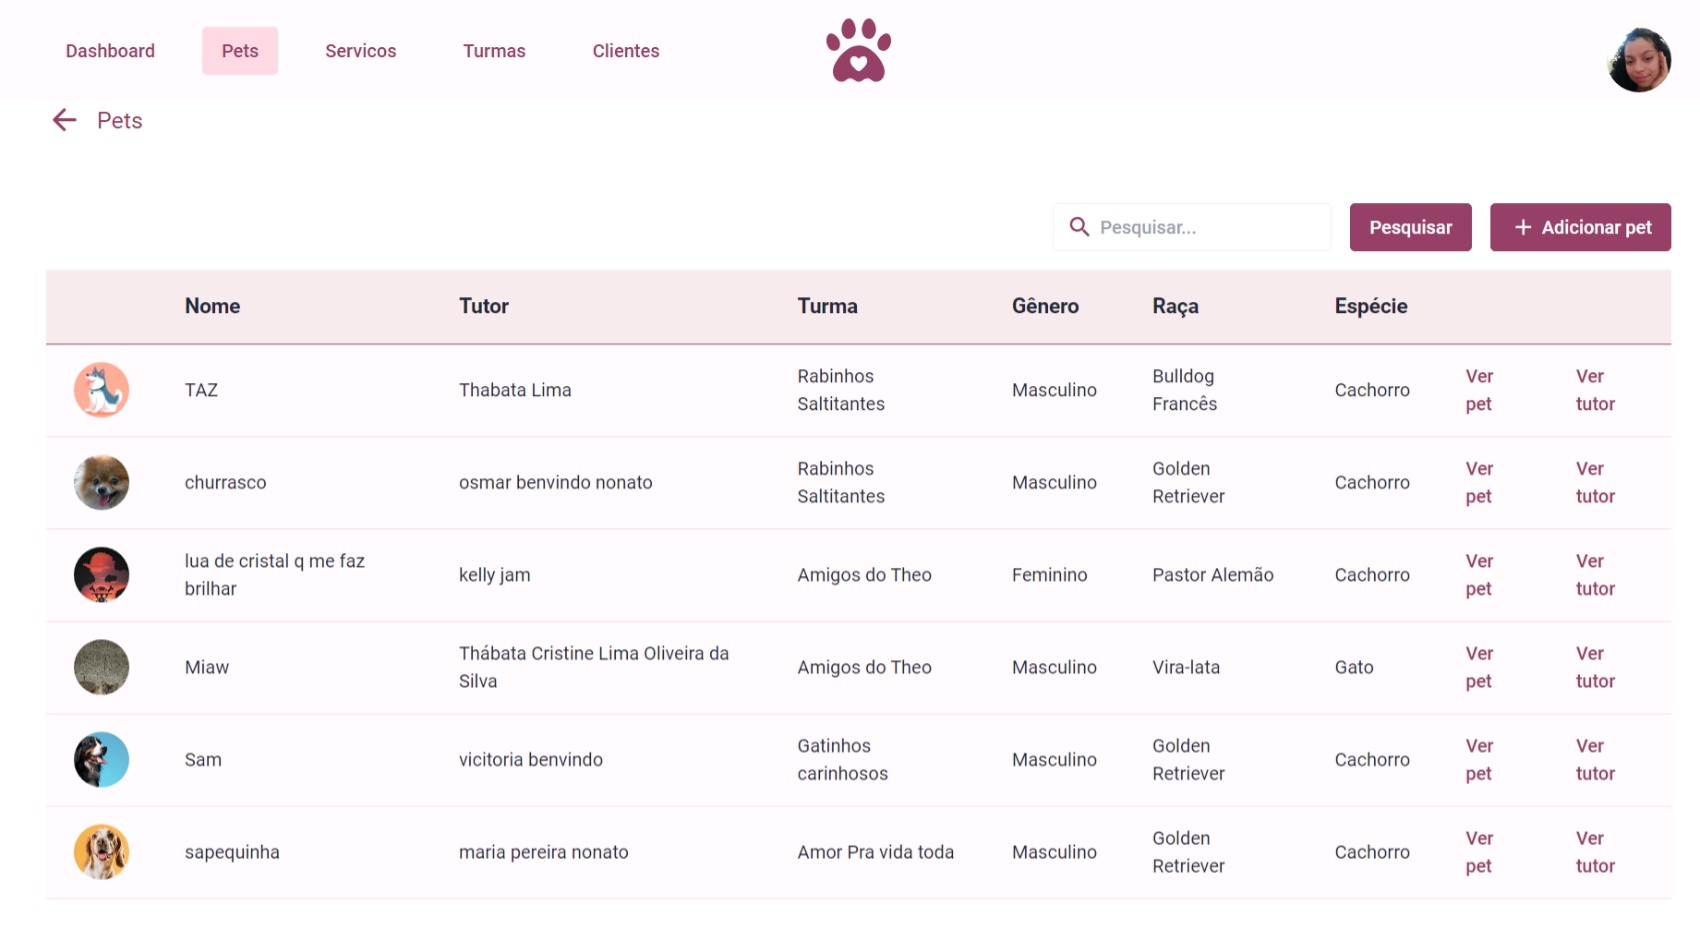 Dashboard Pets Servicos Turmas Clientes
Pets
Pesquisar... Pesquisar + Adicionar pet
Nome Tutor Turma Gênero Raça Espécie
TAZ Thabata Lima Rabinhos Saltitantes Masculino Bulldog Francês Cachorro Ver pet Ver tutor
churrasco osmar benvindo nonato Rabinhos Saltitantes Masculino Golden Retriever Cachorro Ver pet Ver tutor
lua de cristal q me faz brilhar kelly jam Amigos do Theo Feminino Pastor Alemão Cachorro Ver pet Ver tutor
Miaw Thábata Cristine Lima Oliveira da Silva Amigos do Theo Masculino Vira-lata Gato Ver pet Ver tutor
Sam vicitoria benvindo Gatinhos carinhosos Masculino Golden Retriever Cachorro Ver pet Ver tutor
sapequinha maria pereira nonato Amor Pra vida toda Masculino Golden Retriever Cachorro Ver pet Ver tutor